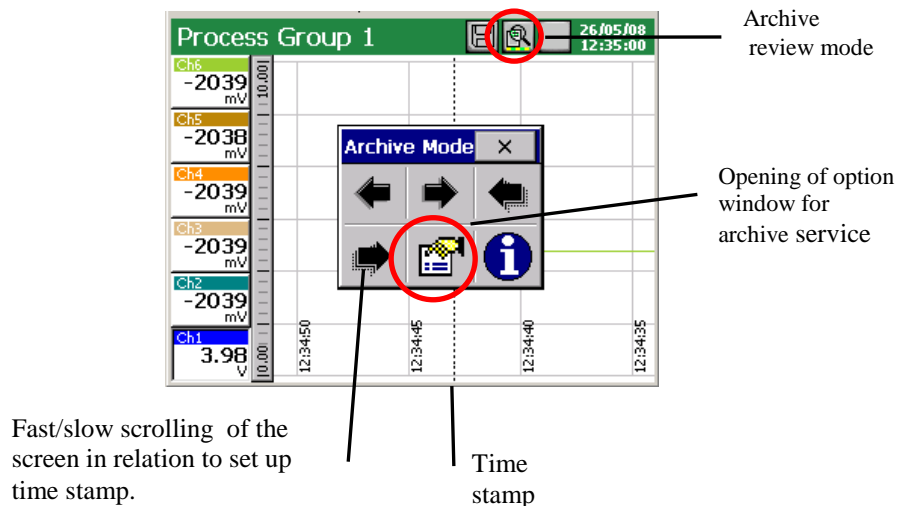 Archive
review mode
Process Group 1
26/05/08
12:35:00
Ch6
-2039
mV
10.00
Ch5
-2038
mV
Archive Mode
Ch4
-2039
mV
Opening of option
window for
archive service
Ch3
-2039
mV
Ch2
-2039
mV
Ch1
3.98
V
10.00
12:34:50
12:34:45
12:34:40
12:34:35
Fast/slow scrolling of the
screen in relation to set up
time stamp.
Time
stamp